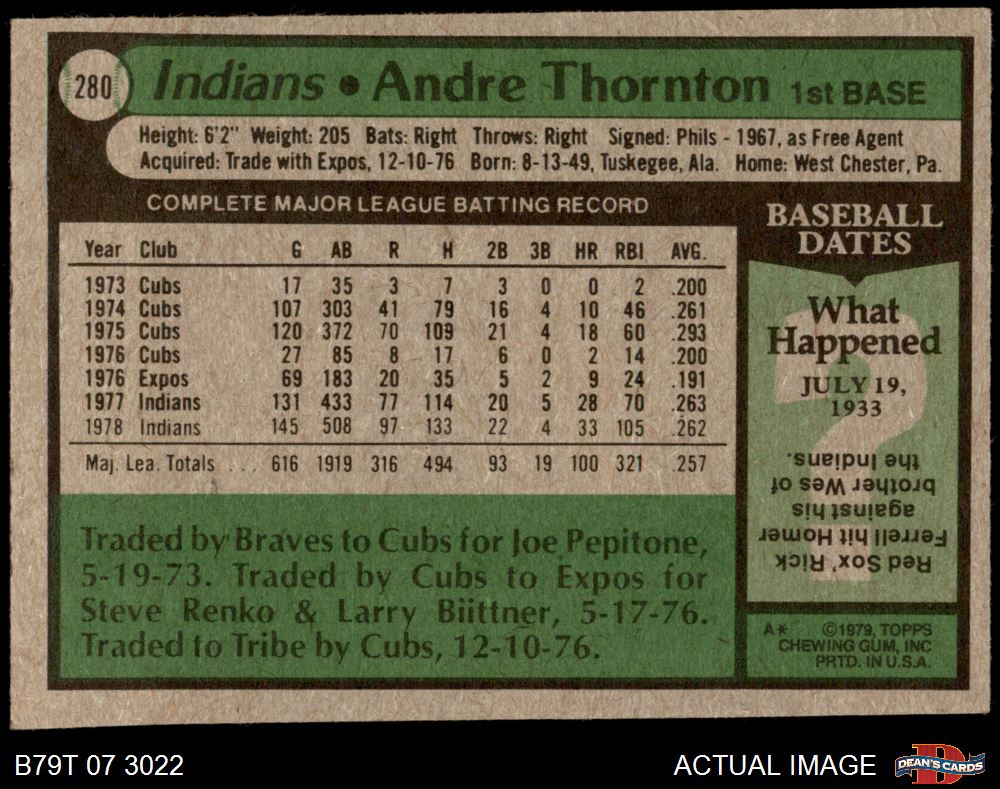 280
Indians • Andre Thornton 1st BASE
Height: 6'2" Weight: 205 Bats: Right Throws: Right Signed: Phils - 1967, as Free Agent
Acquired: Trade with Expos, 12-10-76 Born: 8-13-49, Tuskegee, Ala. Home: West Chester, Pa.
COMPLETE MAJOR LEAGUE BATTING RECORD
Year Club G AB R H 2B 3B HR RBI AVG.
1973 Cubs 17 35 3 7 3 0 0 2 .200
1974 Cubs 107 303 41 79 16 4 10 46 .261
1975 Cubs 120 372 70 109 21 4 18 60 .293
1976 Cubs 27 85 8 17 6 0 2 14 .200
1976 Expos 69 183 20 35 5 2 9 24 .191
1977 Indians 131 433 77 114 20 5 28 70 .263
1978 Indians 145 508 97 133 22 4 33 105 .262
Maj. Lea. Totals ... 616 1919 316 494 93 19 100 321 .257
Traded by Braves to Cubs for Joe Pepitone,
5-19-73. Traded by Cubs to Expos for
Steve Renko & Larry Biittner, 5-17-76.
Traded to Tribe by Cubs, 12-10-76.
BASEBALL
DATES
What
Happened
JULY 19,
1933
?
Red Sox' Rick
Ferrell hit Homer
against his
brother Wes of
the Indians.
A* ©1979, TOPPS
CHEWING GUM, INC
PRTD. IN U.S.A.
B79T 07 3022
ACTUAL IMAGE
D
DEAN'S CARDS